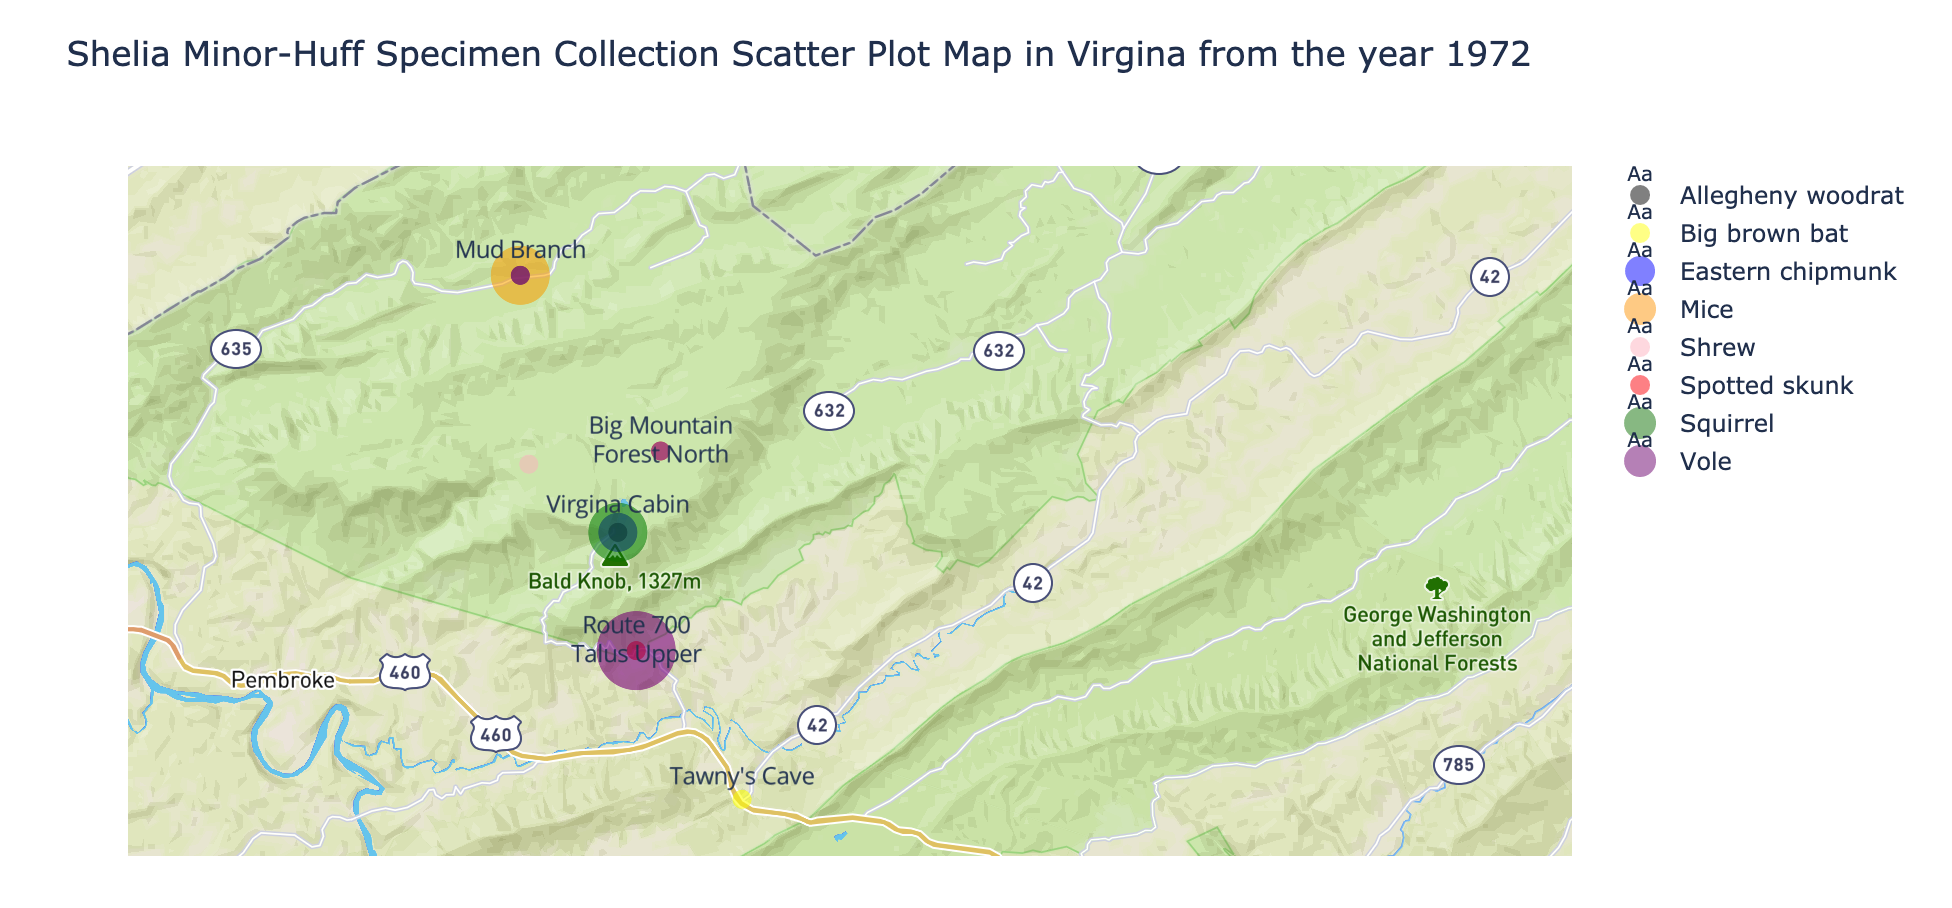 Shelia Minor-Huff Specimen Collection Scatter Plot Map in Virgina from the year 1972
Mud Branch
42
635
632
632
Big Mountain
Forest North
Virgina Cabin
Bald Knob, 1327m
42
George Washington
and Jefferson
National Forests
Route 700
Talus Upper
Pembroke
460
460
42
785
Tawny's Cave
Aa
Allegheny woodrat
Aa
Big brown bat
Aa
Eastern chipmunk
Aa
Mice
Aa
Shrew
Aa
Spotted skunk
Aa
Squirrel
Aa
Vole